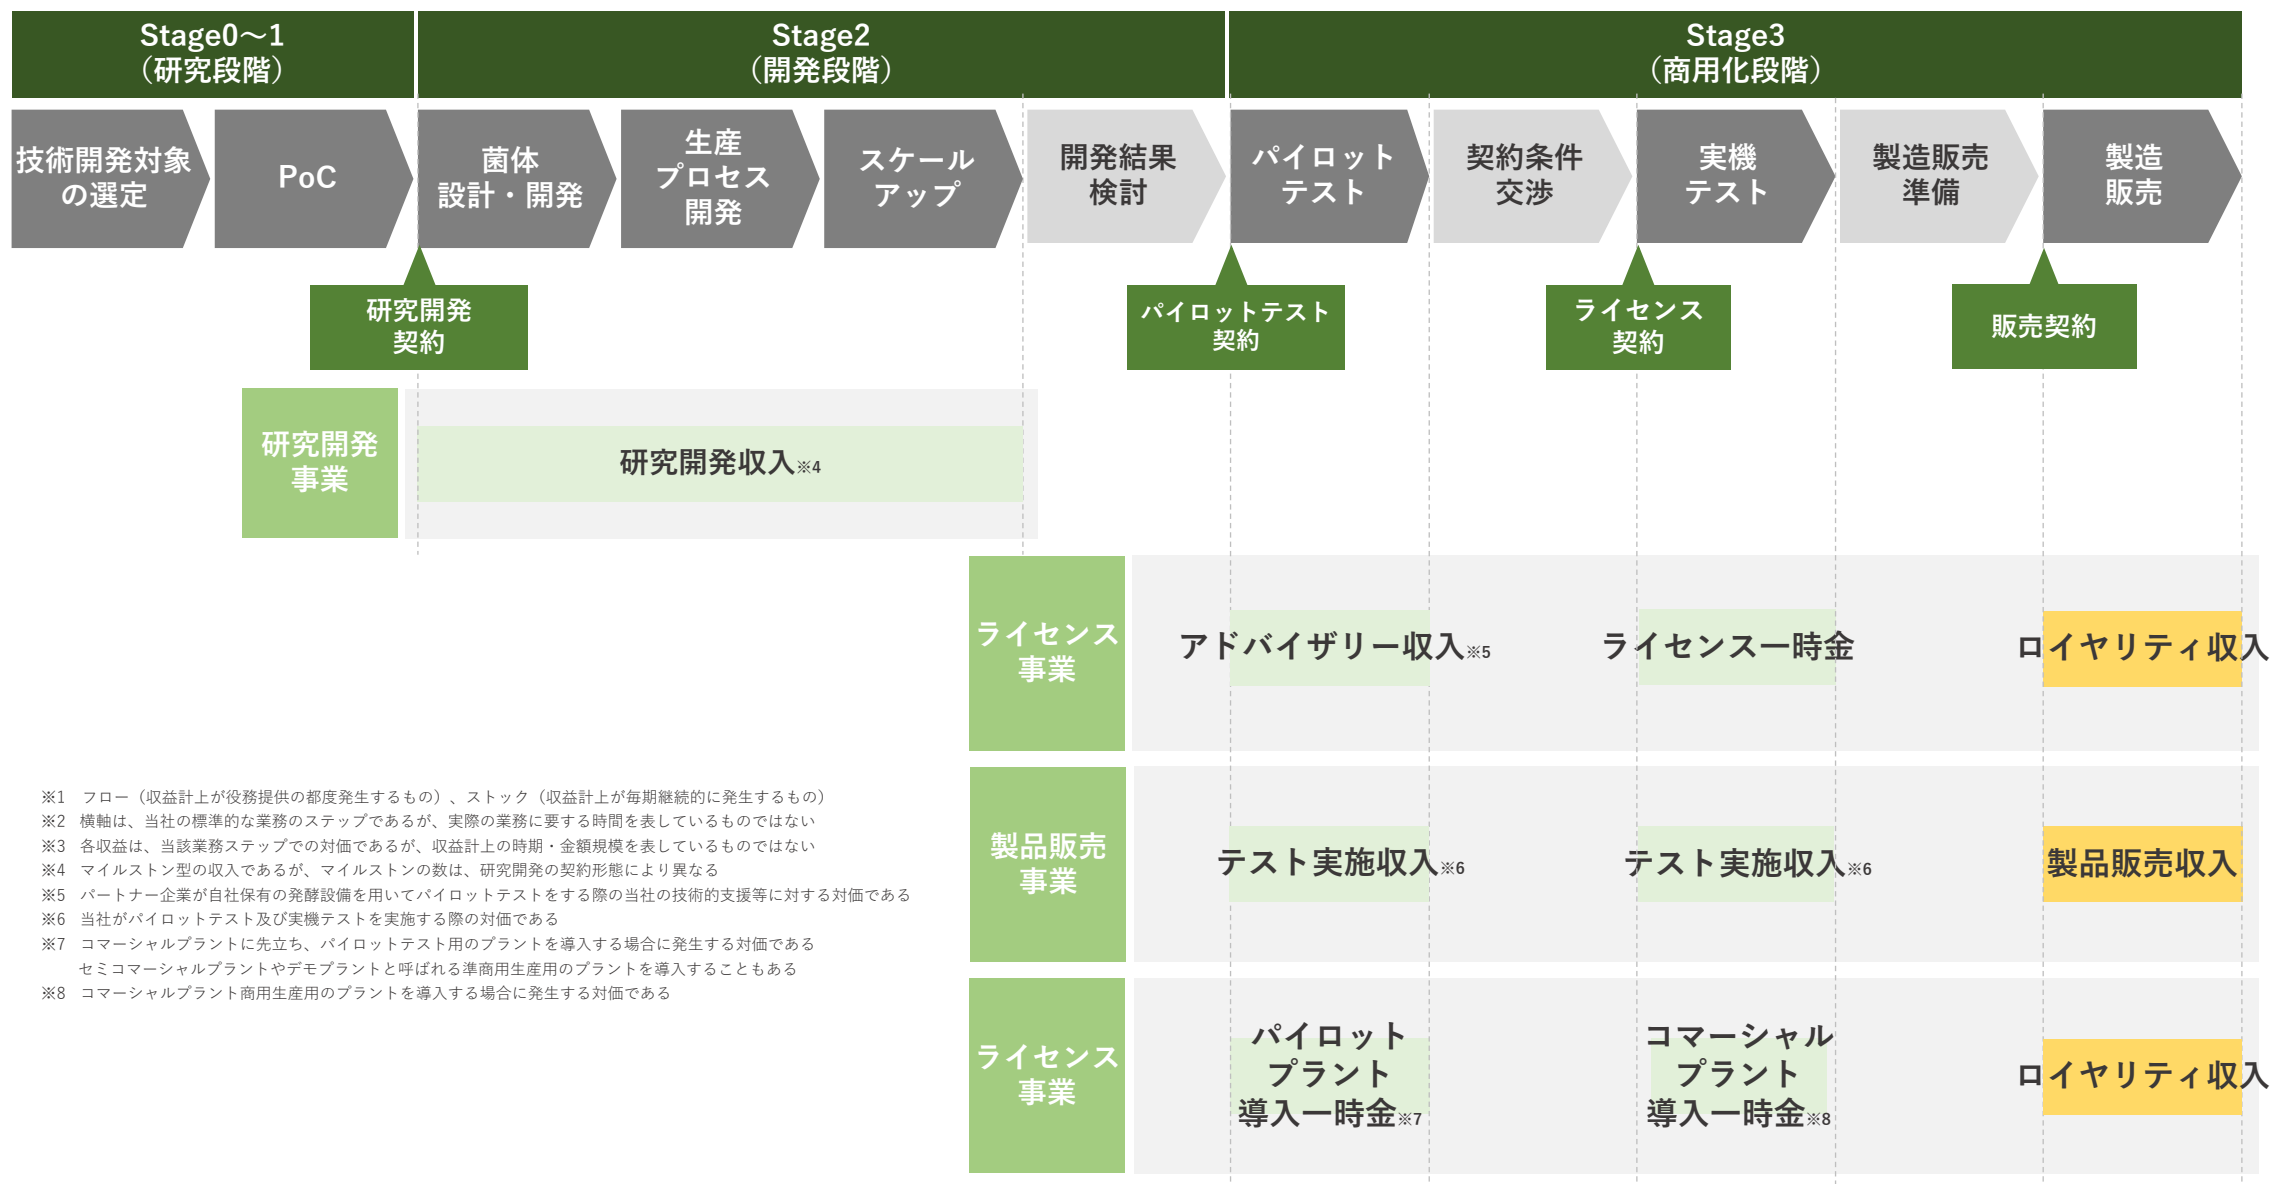 Stage0～1
（研究段階）
Stage2
（開発段階）
Stage3
（商用化段階）
技術開発対象
の選定
PoC
菌体
設計・開発
生産
プロセス
開発
スケール
アップ
開発結果
検討
パイロット
テスト
契約条件
交渉
実機
テスト
製造販売
準備
製造
販売
研究開発
契約
パイロットテスト
契約
ライセンス
契約
販売契約
研究開発
事業
研究開発収入※4
ライセンス
事業
アドバイザリー収入※5
ライセンス一時金
ロイヤリティ収入
製品販売
事業
テスト実施収入※6
テスト実施収入※6
製品販売収入
ライセンス
事業
パイロット
プラント
導入一時金※7
コマーシャル
プラント
導入一時金※8
ロイヤリティ収入
※1 フロー（収益計上が役務提供の都度発生するもの）、ストック（収益計上が毎期継続的に発生するもの）
※2 横軸は、当社の標準的な業務のステップであるが、実際の業務に要する時間を表しているものではない
※3 各収益は、当該業務ステップでの対価であるが、収益計上の時期・金額規模を表しているものではない
※4 マイルストン型の収入であるが、マイルストンの数は、研究開発の契約形態により異なる
※5 パートナー企業が自社保有の発酵設備を用いてパイロットテストをする際の当社の技術的支援等に対する対価である
※6 当社がパイロットテスト及び実機テストを実施する際の対価である
※7 コマーシャルプラントに先立ち、パイロットテスト用のプラントを導入する場合に発生する対価である
セミコマーシャルプラントやデモプラントと呼ばれる準商用生産用のプラントを導入することもある
※8 コマーシャルプラント商用生産用のプラントを導入する場合に発生する対価である